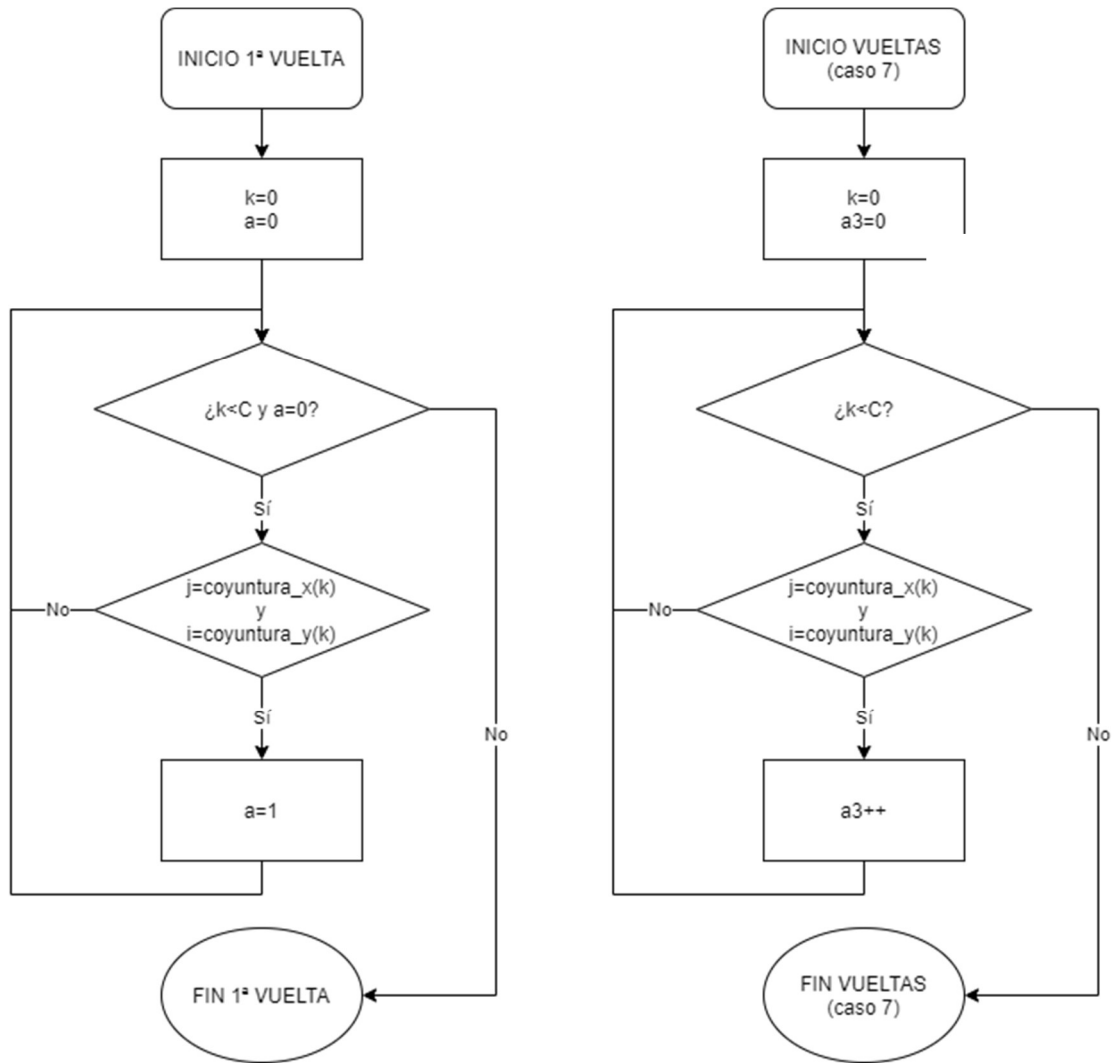 INICIO 1ª VUELTA
k=0
a=0
¿k<C y a=0?
Sí
j=coyuntura_x(k)
y
i=coyuntura_y(k)
No
Sí
a=1
No
FIN 1ª VUELTA
INICIO VUELTAS
(caso 7)
k=0
a3=0
¿k<C?
Sí
j=coyuntura_x(k)
y
i=coyuntura_y(k)
No
Sí
a3++
No
FIN VUELTAS
(caso 7)